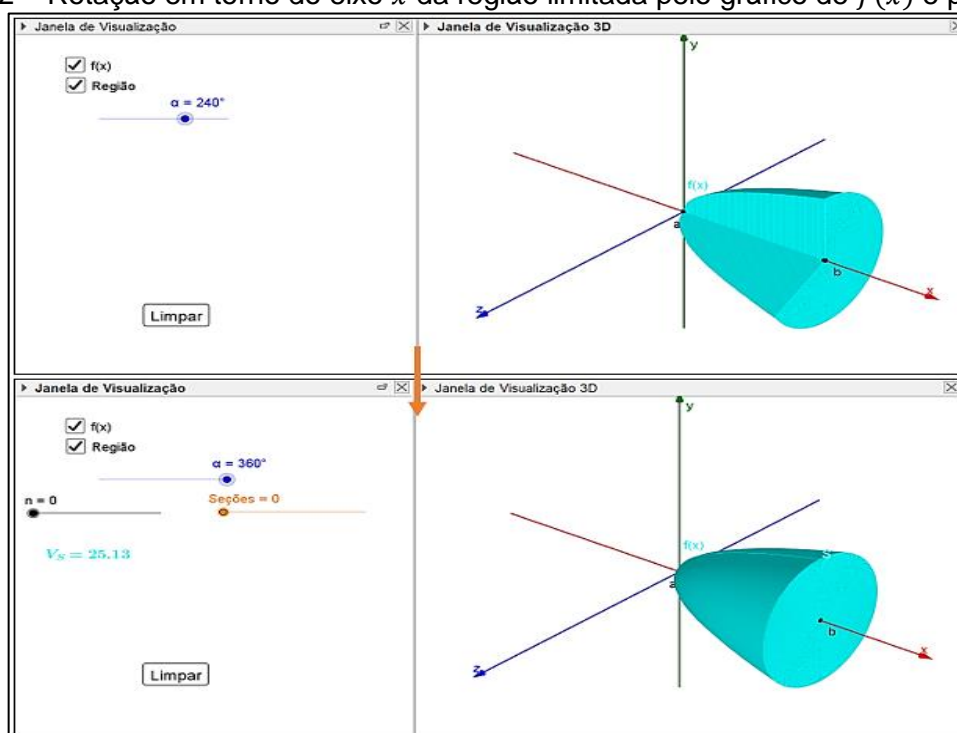 2 – Rotação em torno do eixo x da região limitada pelo gráfico de f(x) e p
Janela de Visualização
Janela de Visualização 3D
f(x)
Região
α = 240°
Limpar
y
f(x)
a
b
x
z
Janela de Visualização
Janela de Visualização 3D
f(x)
Região
α = 360°
n = 0
Seções = 0
V_S = 25.13
Limpar
y
f(x)
S
a
b
x
z